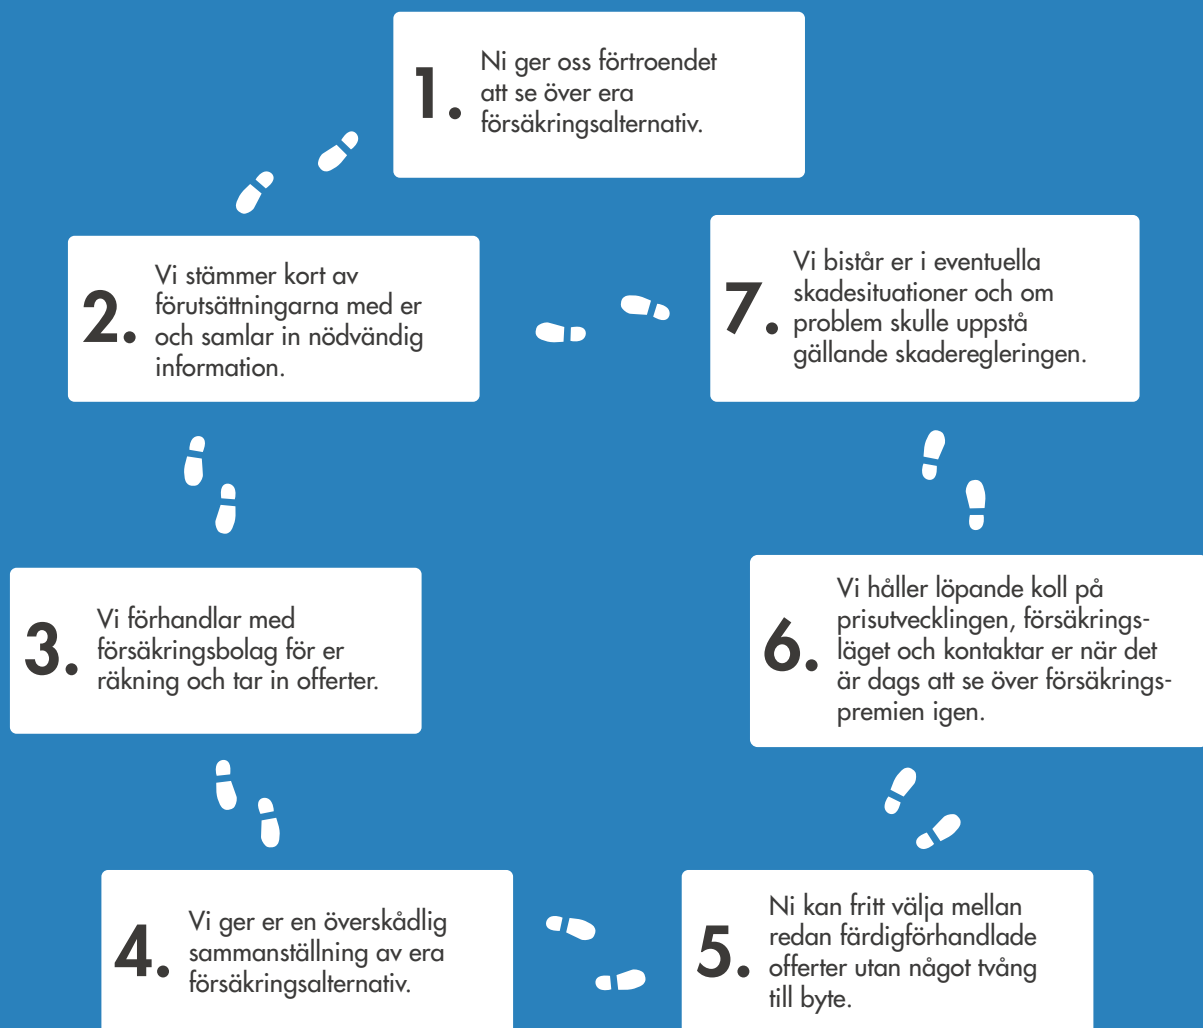 1.
Ni ger oss förtroendet
att se över era
försäkringsalternativ.
2.
Vi stämmer kort av
förutsättningarna med er
och samlar in nödvändig
information.
3.
Vi förhandlar med
försäkringsbolag för er
räkning och tar in offerter.
4.
Vi ger er en överskådlig
sammanställning av era
försäkringsalternativ.
5.
Ni kan fritt välja mellan
redan färdigförhandlade
offerter utan något tvång
till byte.
6.
Vi håller löpande koll på
prisutvecklingen, försäkrings-
läget och kontaktar er när det
är dags att se över försäkrings-
premien igen.
7.
Vi bistår er i eventuella
skadesituationer och om
problem skulle uppstå
gällande skaderegleringen.